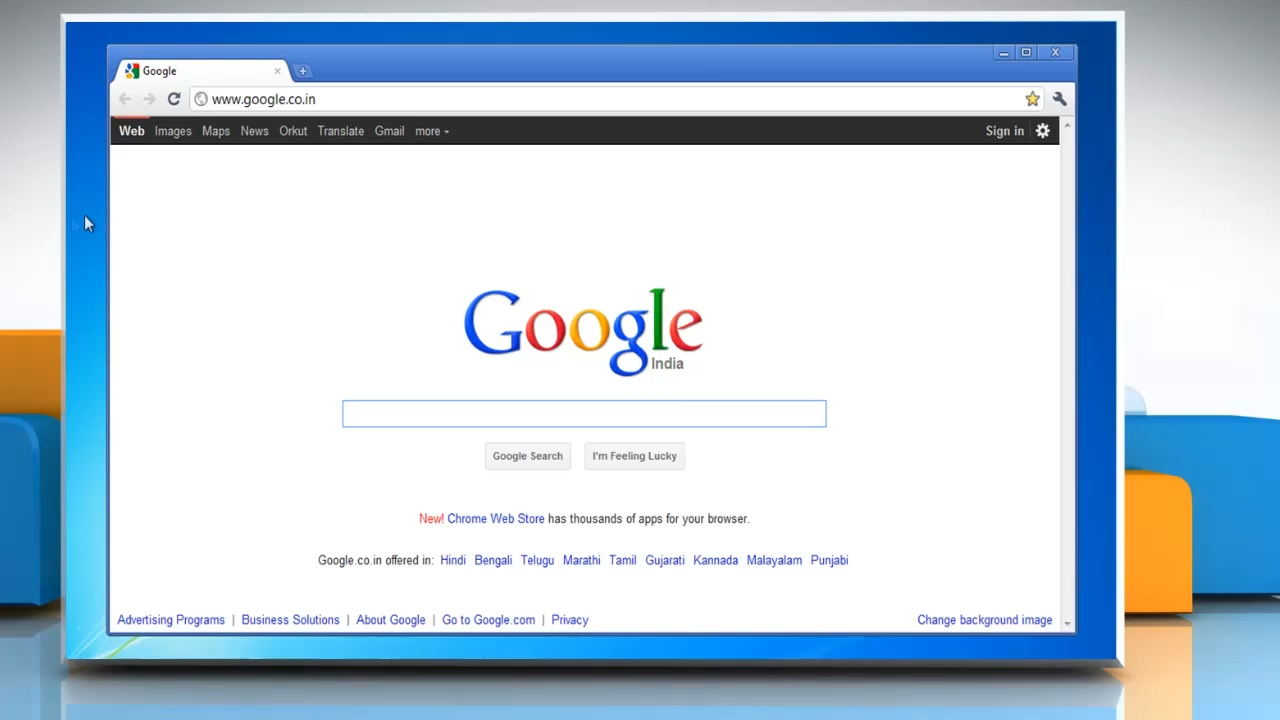 Google
www.google.co.in
Web Images Maps News Orkut Translate Gmail more Sign in
Google
India
Google Search I'm Feeling Lucky
New! Chrome Web Store has thousands of apps for your browser.
Google.co.in offered in: Hindi Bengali Telugu Marathi Tamil Gujarati Kannada Malayalam Punjabi
Advertising Programs | Business Solutions | About Google | Go to Google.com | Privacy Change background image